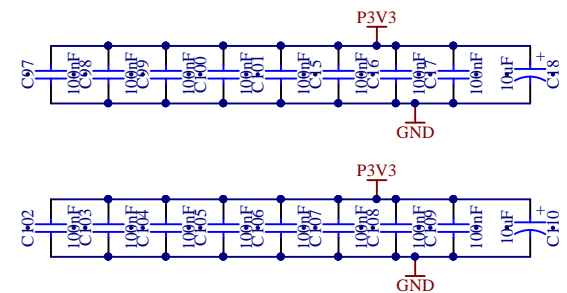 P3V3
C97
100nF
C98
100nF
C99
100nF
C100
100nF
C101
100nF
C15
100nF
C16
100nF
C17
100nF
10uF
+
C18
GND
P3V3
C102
100nF
C103
100nF
C104
100nF
C105
100nF
C106
100nF
C107
100nF
C108
100nF
C109
100nF
10uF
+
C110
GND